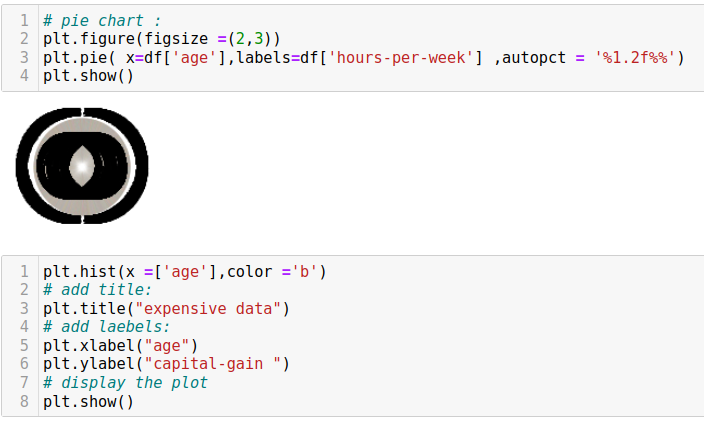 1 # pie chart :
2 plt.figure(figsize =(2,3))
3 plt.pie( x=df['age'],labels=df['hours-per-week'] ,autopct = '%1.2f%%')
4 plt.show()
1 plt.hist(x =['age'],color ='b')
2 # add title:
3 plt.title("expensive data")
4 # add laebels:
5 plt.xlabel("age")
6 plt.ylabel("capital-gain ")
7 # display the plot
8 plt.show()